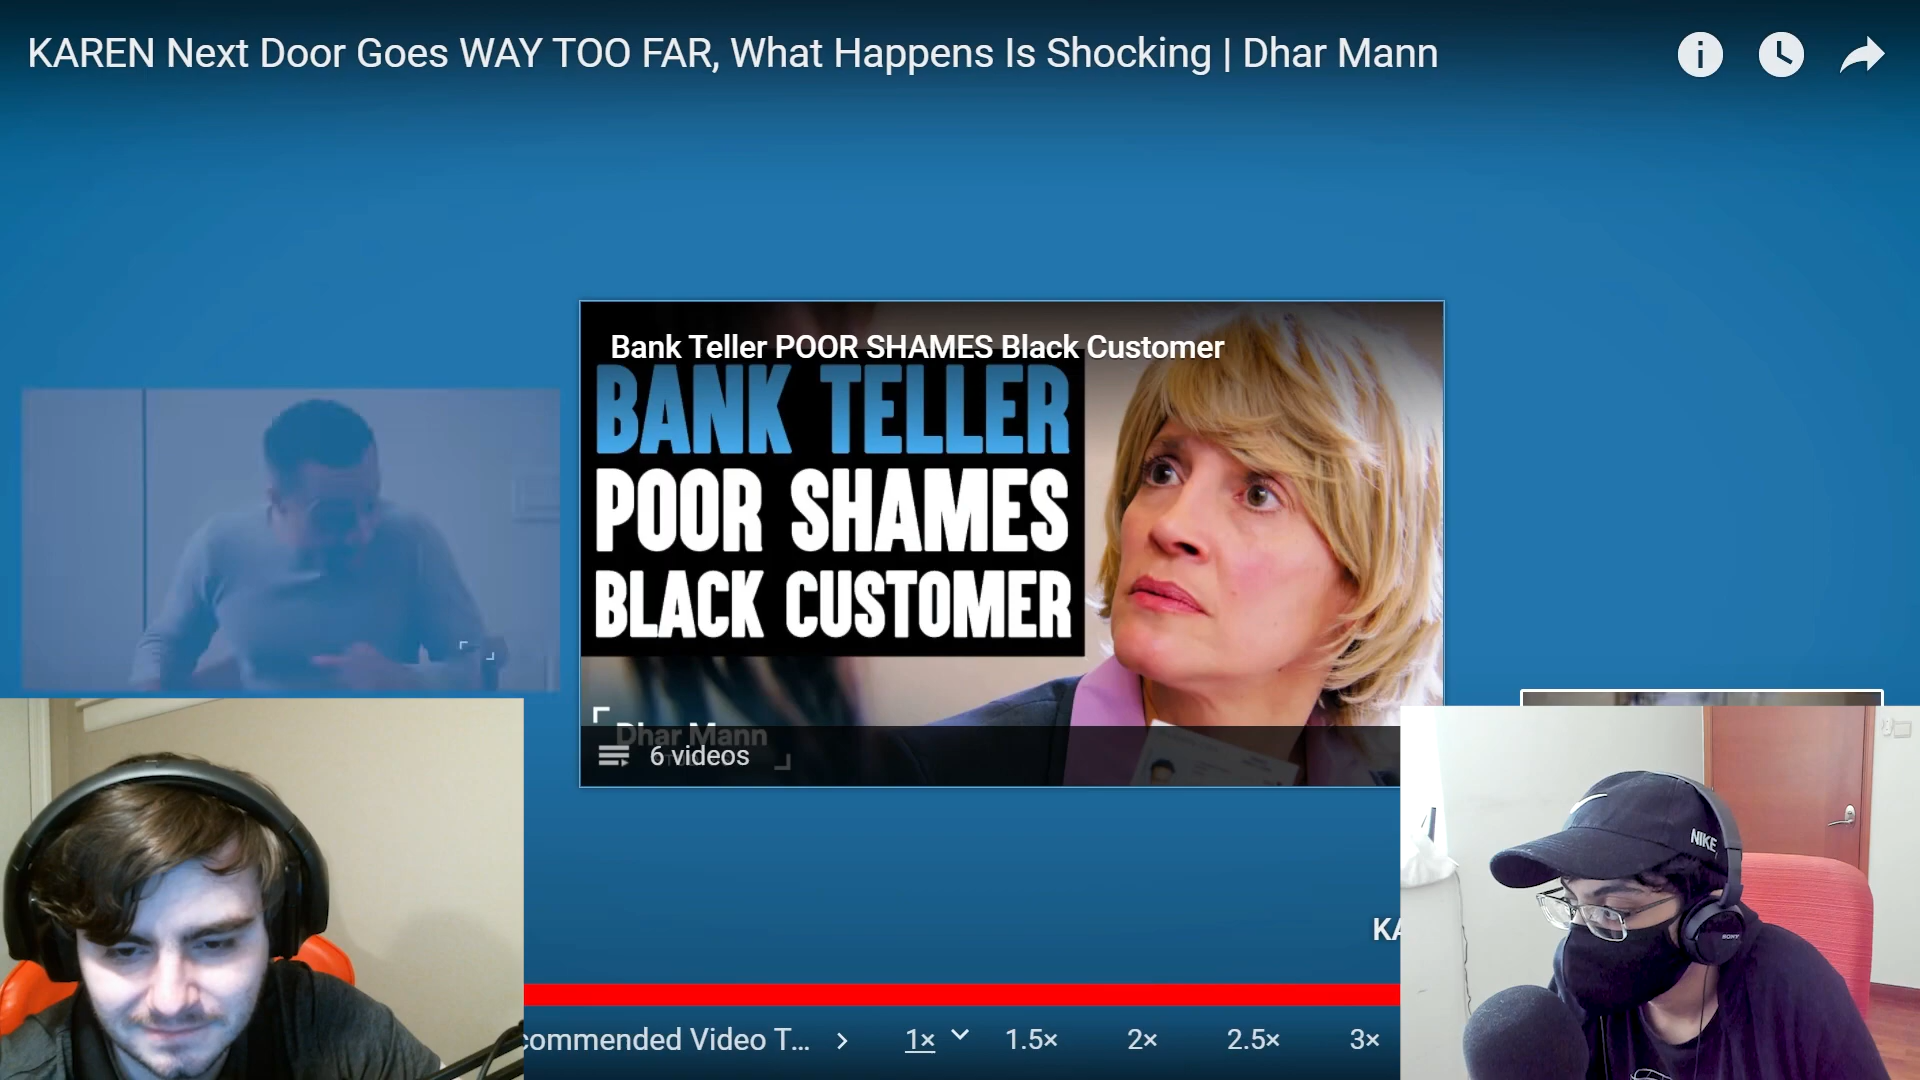 KAREN Next Door Goes WAY TOO FAR, What Happens Is Shocking | Dhar Mann
Bank Teller POOR SHAMES Black Customer
BANK TELLER
POOR SHAMES
BLACK CUSTOMER
Dhar Mann
6 videos
NIKE
SONY
KA
commended Video T... 1× 1.5× 2× 2.5× 3×